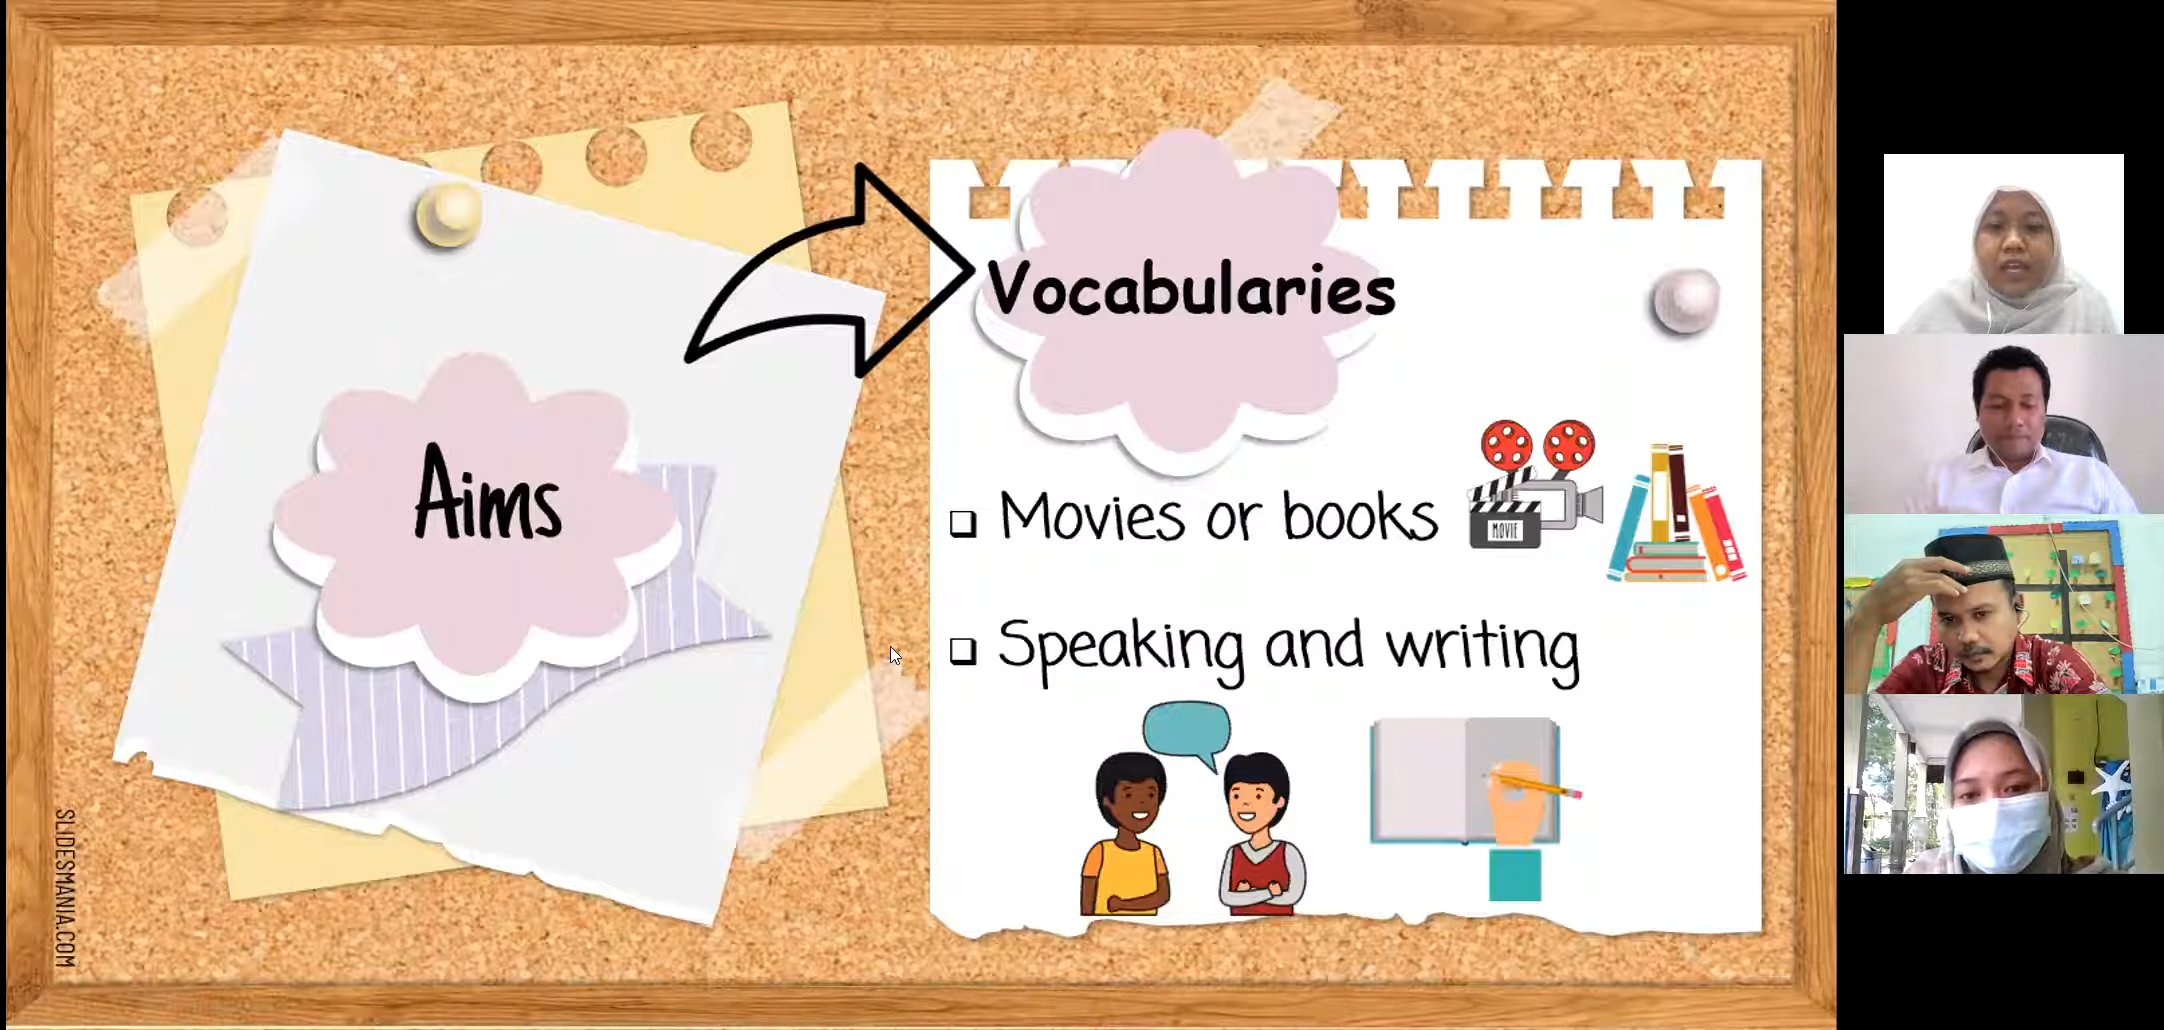 Aims
Vocabularies
Movies or books
MOVIE
Speaking and writing
SLIDESMANIA.COM